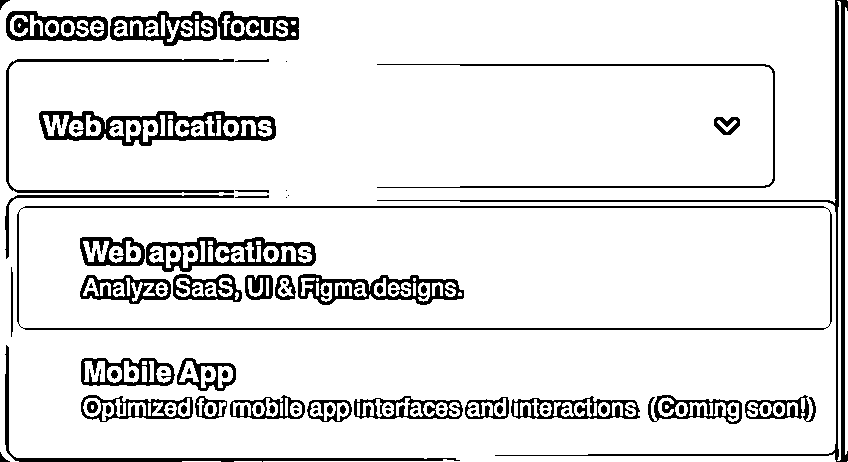 Choose analysis focus:
Web applications
Web applications
Analyze SaaS, UI & Figma designs.
Mobile App
Optimized for mobile app interfaces and interactions. (Coming soon!)